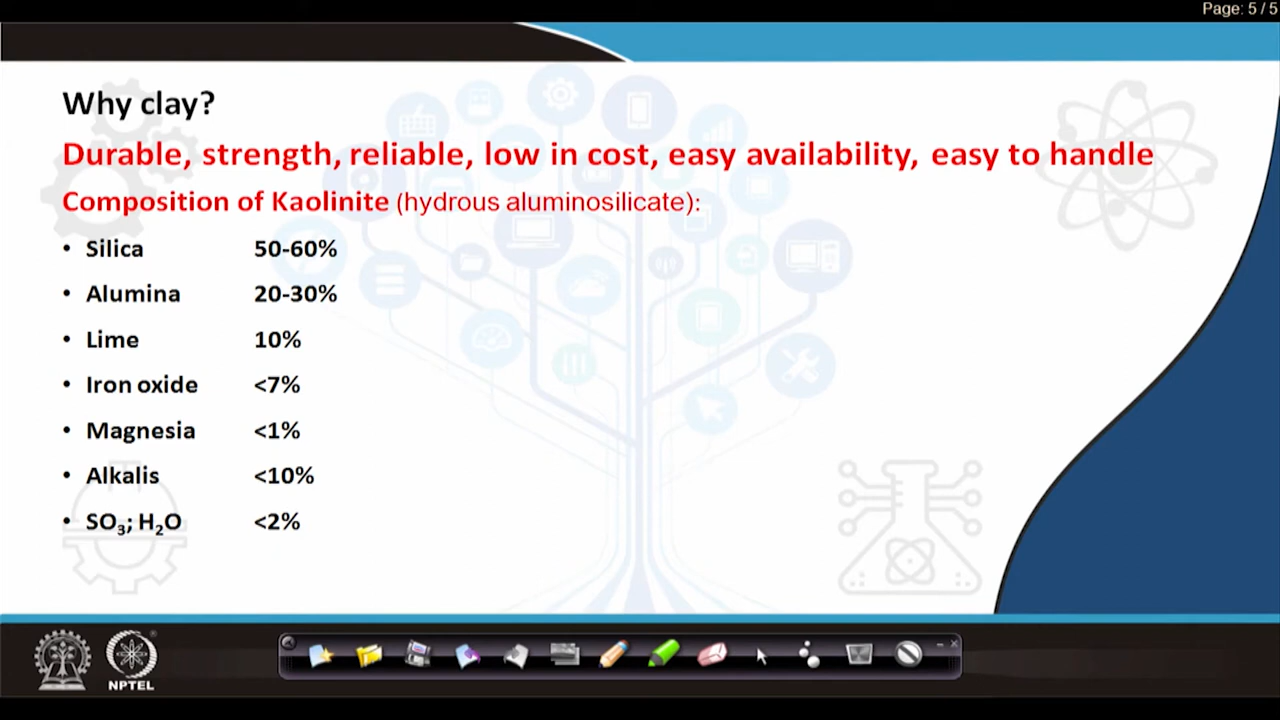 Page: 5 / 5
Why clay?
Durable, strength, reliable, low in cost, easy availability, easy to handle
Composition of Kaolinite (hydrous aluminosilicate):
• Silica 50-60%
• Alumina 20-30%
• Lime 10%
• Iron oxide <7%
• Magnesia <1%
• Alkalis <10%
• SO₃; H₂O <2%
NPTEL